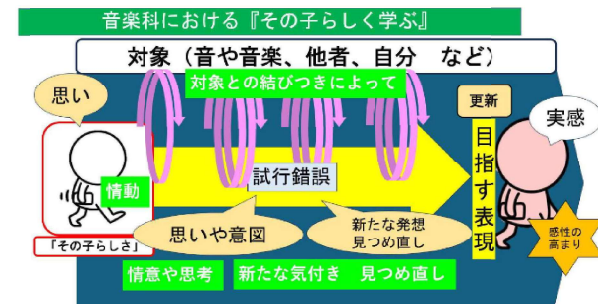 音楽科における『その子らしく学ぶ』
対象（音や音楽、他者、自分　など）
対象との結びつきによって
思い
更新
実感
情動
試行錯誤
目指す表現
「その子らしさ」
思いや意図
新たな発想
見つめ直し
感性の
高まり
情意や思考
新たな気付き　見つめ直し